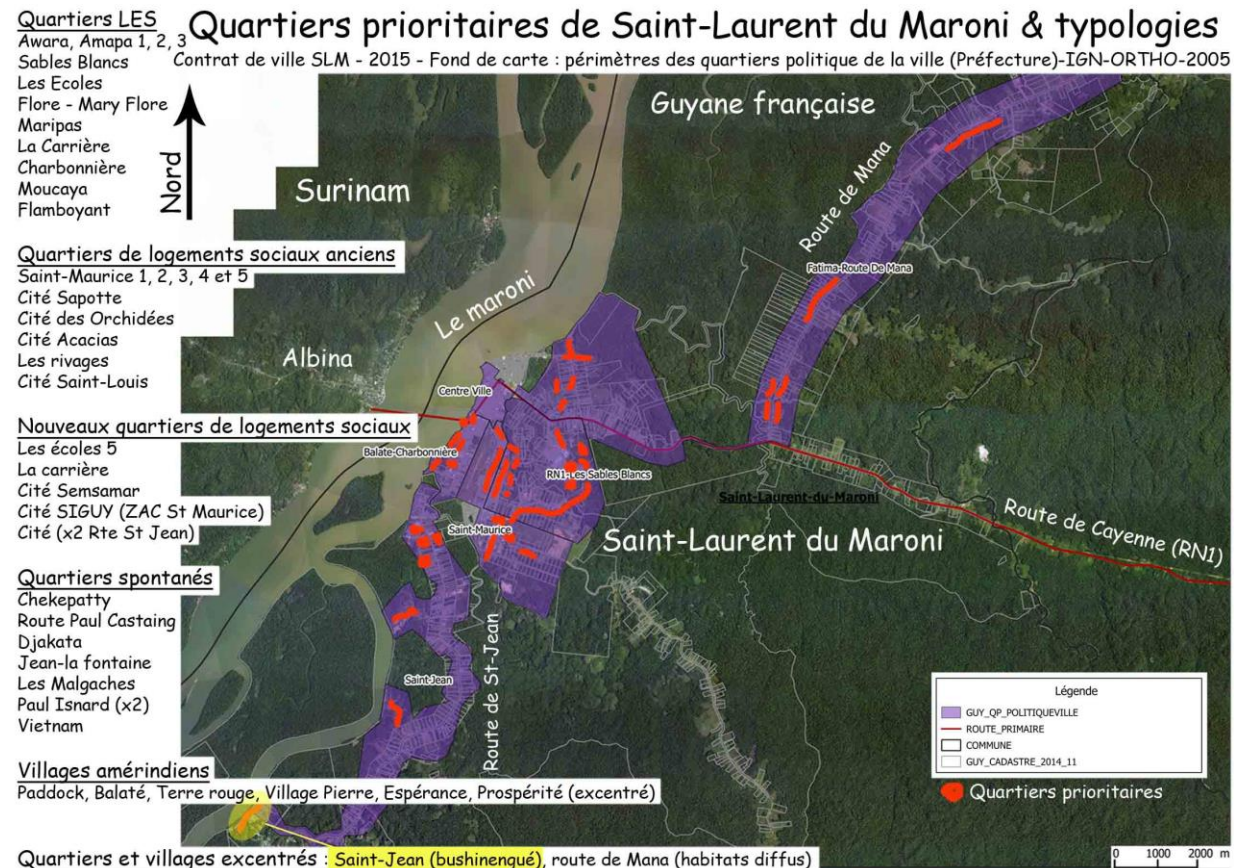 Quartiers prioritaires de Saint-Laurent du Maroni & typologies
Contrat de ville SLM - 2015 - Fond de carte : périmètres des quartiers politique de la ville (Préfecture)-IGN-ORTHO-2005
Quartiers LES
Awara, Amapa 1, 2, 3
Sables Blancs
Les Ecoles
Flore - Mary Flore
Maripas
La Carrière
Charbonnière
Moucaya
Flamboyant
Quartiers de logements sociaux anciens
Saint-Maurice 1, 2, 3, 4 et 5
Cité Sapotte
Cité des Orchidées
Cité Acacias
Les rivages
Cité Saint-Louis
Nouveaux quartiers de logements sociaux
Les écoles 5
La carrière
Cité Semsamar
Cité SIGUY (ZAC St Maurice)
Cité (x2 Rte St Jean)
Quartiers spontanés
Chekepatty
Route Paul Castaing
Djakata
Jean-la fontaine
Les Malgaches
Paul Isnard (x2)
Vietnam
Villages amérindiens
Paddock, Balaté, Terre rouge, Village Pierre, Espérance, Prospérité (excentré)
Quartiers et villages excentrés : Saint-Jean (bushinengué), route de Mana (habitats diffus)
Nord
Surinam
Guyane française
Le maroni
Albina
Route de Mana
Fatima-Route De Mana
Centre Ville
Balate-Charbonnière
RN1-Les Sables Blancs
Saint-Laurent-du-Maroni
Saint-Maurice
Saint-Laurent du Maroni
Route de Cayenne (RN1)
Saint-Jean
Route de St-Jean
Légende
GUY_QP_POLITIQUEVILLE
ROUTE_PRIMAIRE
COMMUNE
GUY_CADASTRE_2014_11
Quartiers prioritaires
0 1000 2000 m